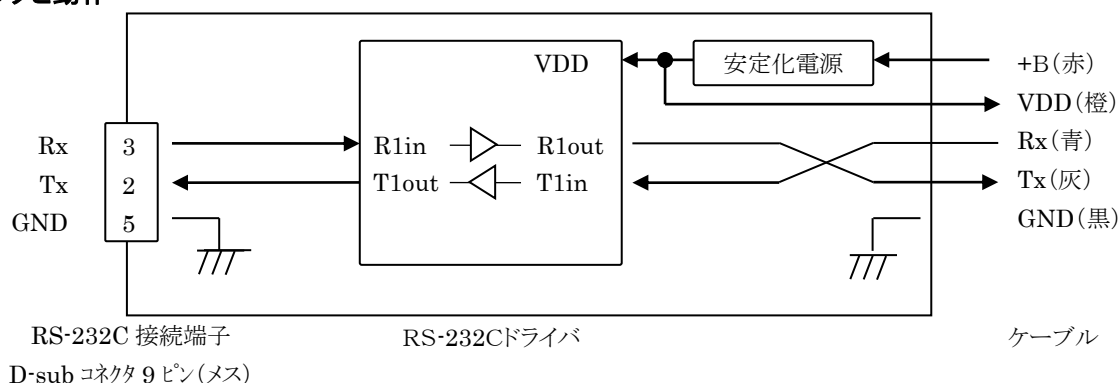 VDD
安定化電源
+B(赤)
VDD(橙)
Rx 3 R1in R1out Rx(青)
Tx 2 T1out T1in Tx(灰)
GND 5 GND(黒)
RS-232C 接続端子 RS-232Cドライバ ケーブル
D-sub コネクタ 9 ピン(メス)